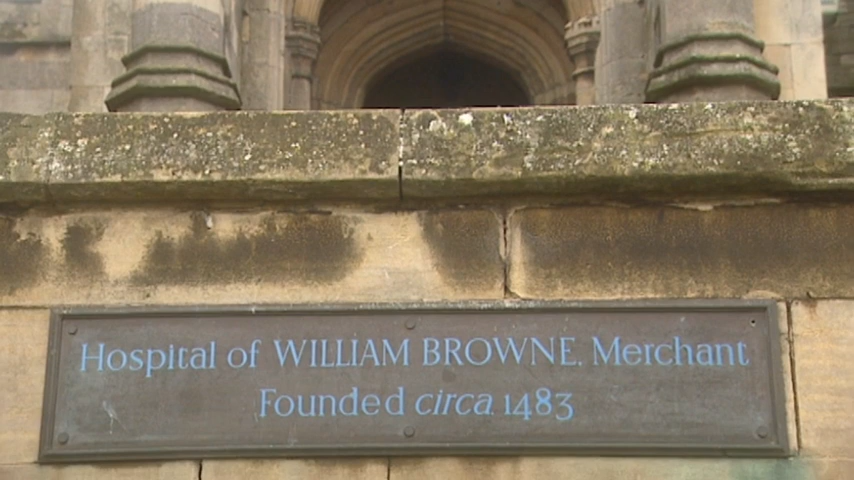 Hospital of WILLIAM BROWNE, Merchant
Founded circa, 1483